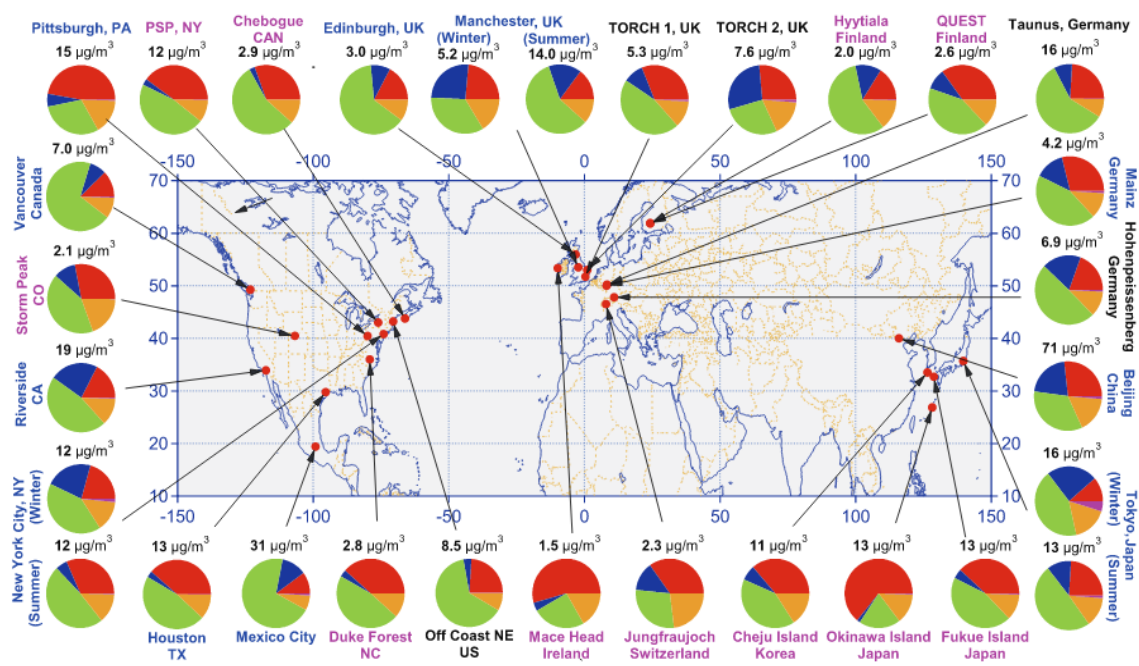 Pittsburgh, PA
15 µg/m3
PSP, NY
12 µg/m3
Chebogue
CAN
2.9 µg/m3
Edinburgh, UK
3.0 µg/m3
Manchester, UK
(Winter)
(Summer)
5.2 µg/m3
14.0 µg/m3
TORCH 1, UK
5.3 µg/m3
TORCH 2, UK
7.6 µg/m3
Hyytiala
Finland
2.0 µg/m3
QUEST
Finland
2.6 µg/m3
Taunus, Germany
16 µg/m3
7.0 µg/m3
Vancouver
Canada
2.1 µg/m3
Storm Peak
CO
19 µg/m3
Riverside
CA
12 µg/m3
New York City, NY
(Winter)
(Summer)
12 µg/m3
-150
-100
-50
0
50
100
150
70
60
50
40
30
20
10
70
60
50
40
30
20
10
-150
-100
-50
0
50
100
150
4.2 µg/m3
Mainz
Germany
6.9 µg/m3
Hohenpeissenberg
Germany
71 µg/m3
Beijing
China
16 µg/m3
Tokyo,Japan
(Winter)
(Summer)
13 µg/m3
13 µg/m3
Houston
TX
31 µg/m3
Mexico City
2.8 µg/m3
Duke Forest
NC
8.5 µg/m3
Off Coast NE
US
1.5 µg/m3
Mace Head
Ireland
2.3 µg/m3
Jungfraujoch
Switzerland
11 µg/m3
Cheju Island
Korea
13 µg/m3
Okinawa Island
Japan
13 µg/m3
Fukue Island
Japan